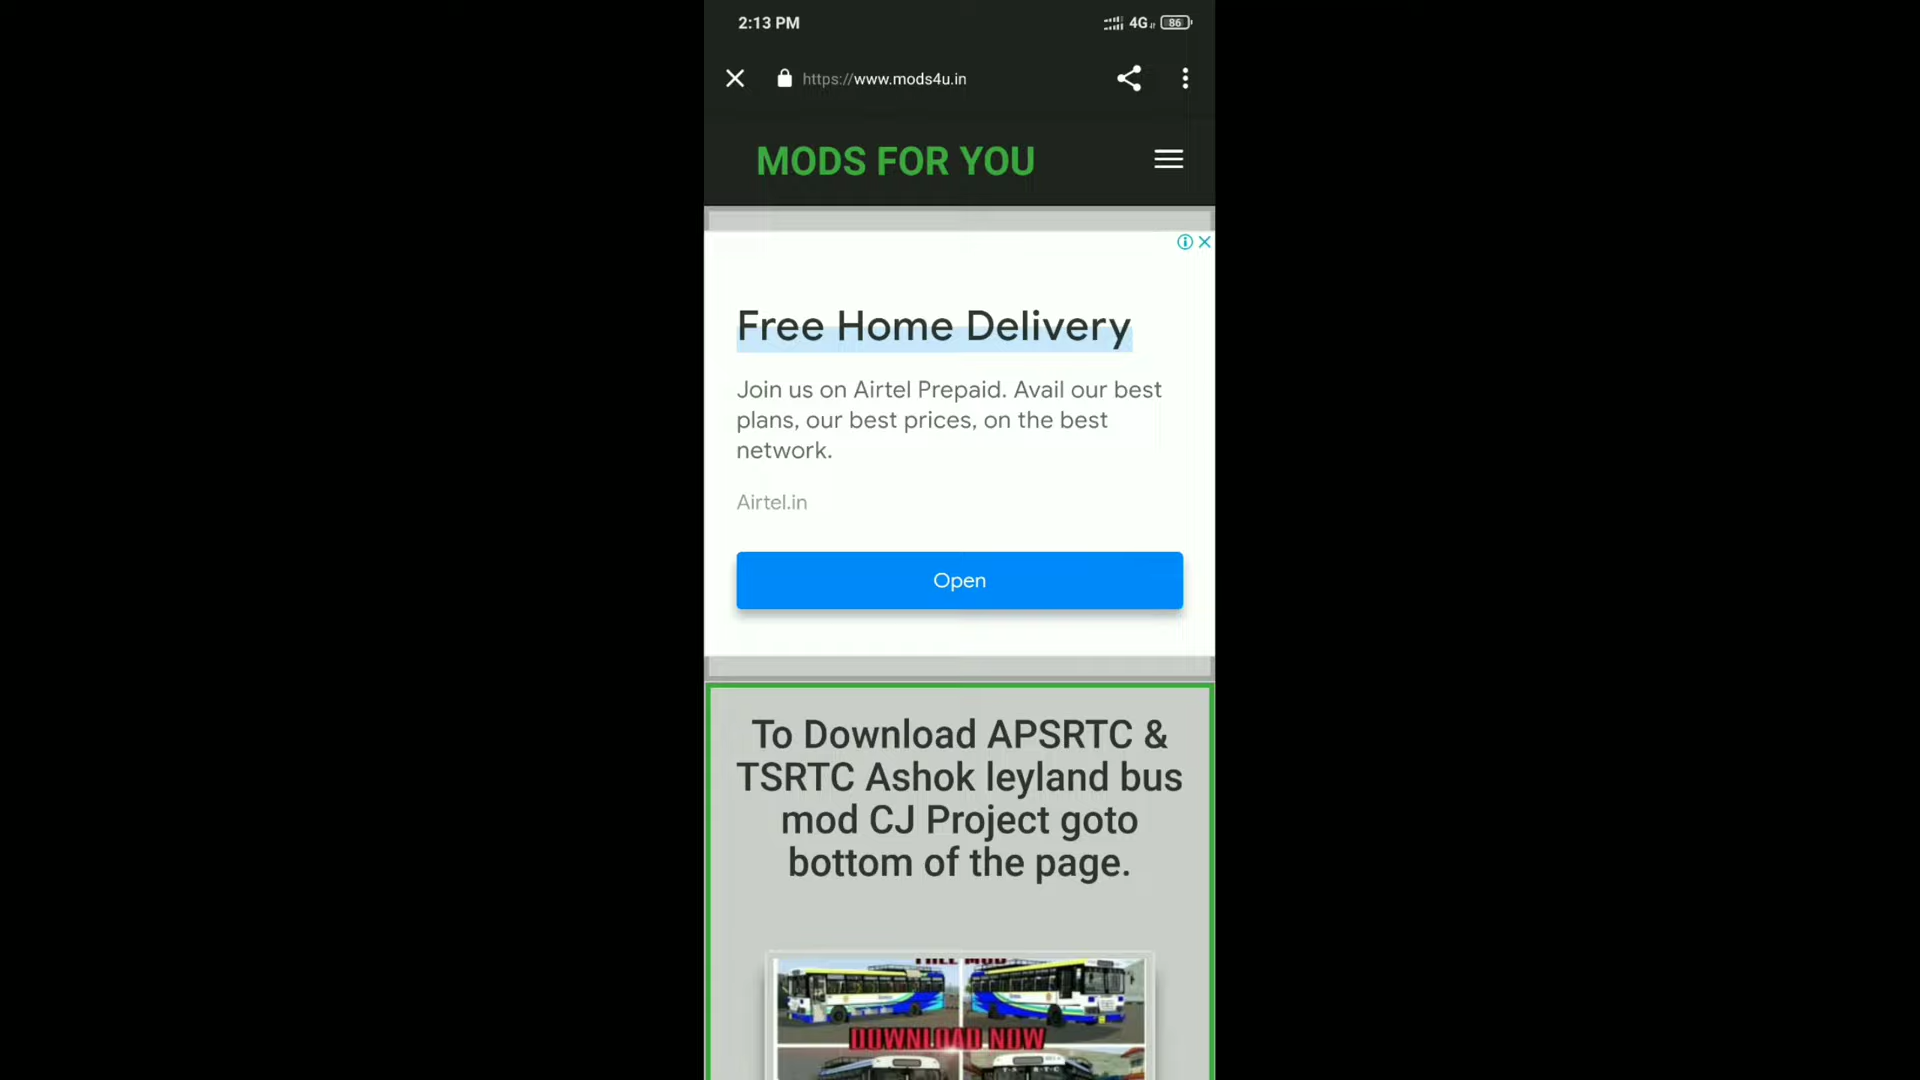 2:13 PM
4G
86
https://www.mods4u.in
MODS FOR YOU
Free Home Delivery
Join us on Airtel Prepaid. Avail our best
plans, our best prices, on the best
network.
Airtel.in
Open
To Download APSRTC &
TSRTC Ashok leyland bus
mod CJ Project goto
bottom of the page.
FREE MOD
DOWNLOAD NOW